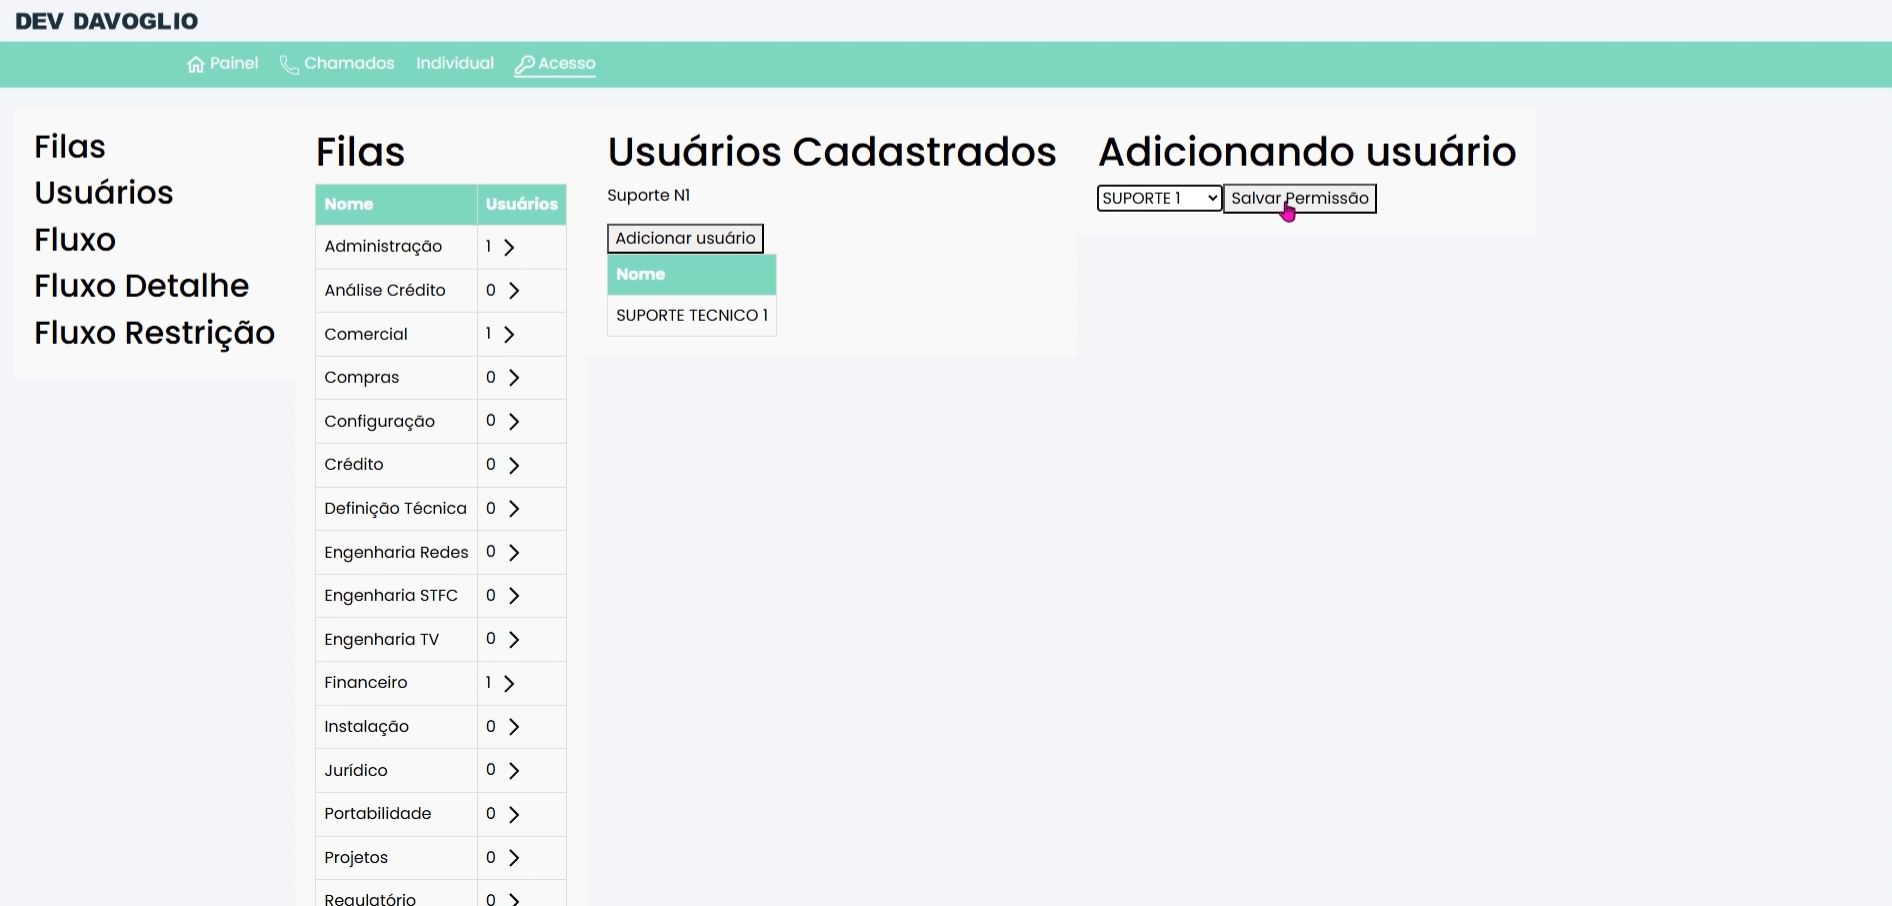 DEV DAVOGLIO
Painel Chamados Individual Acesso
Filas
Usuários
Fluxo
Fluxo Detalhe
Fluxo Restrição
Filas
Nome Usuários
Administração 1
Análise Crédito 0
Comercial 1
Compras 0
Configuração 0
Crédito 0
Definição Técnica 0
Engenharia Redes 0
Engenharia STFC 0
Engenharia TV 0
Financeiro 1
Instalação 0
Jurídico 0
Portabilidade 0
Projetos 0
Regulatório 0
Usuários Cadastrados
Suporte N1
Adicionar usuário
Nome
SUPORTE TECNICO 1
Adicionando usuário
SUPORTE 1 Salvar Permissão